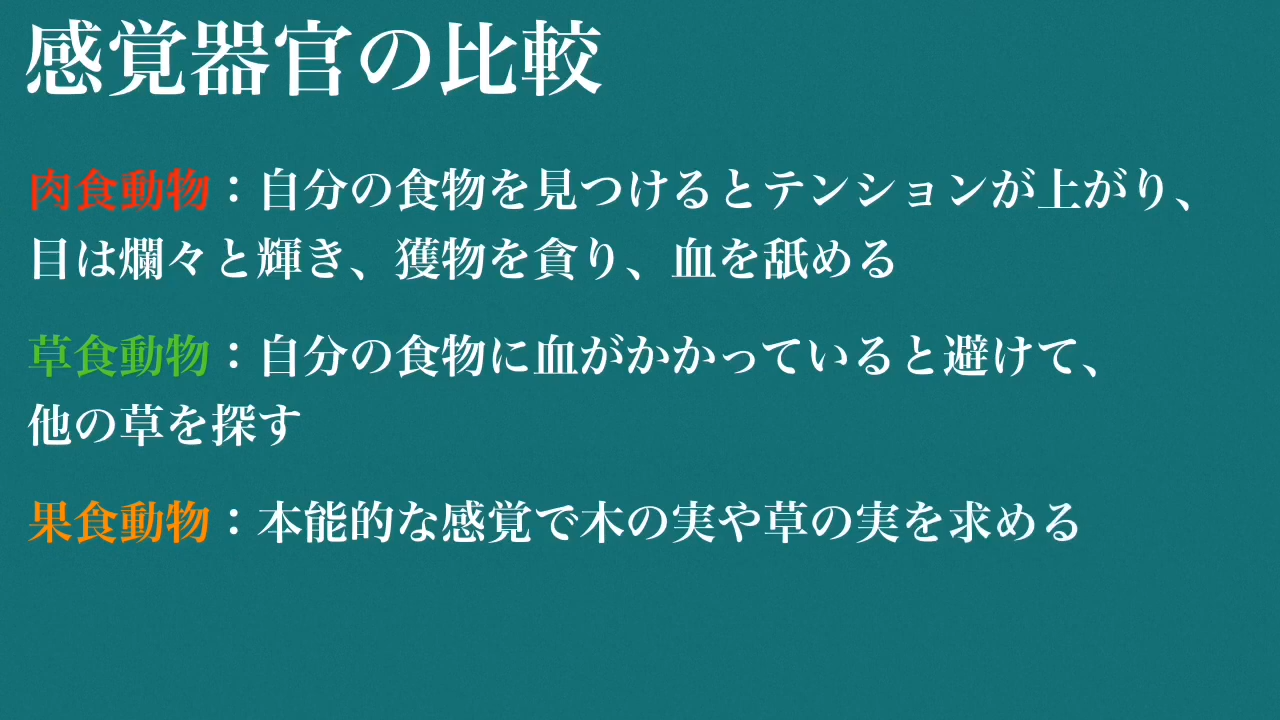 感覚器官の比較
肉食動物：自分の食物を見つけるとテンションが上がり、
目は爛々と輝き、獲物を貪り、血を舐める
草食動物：自分の食物に血がかかっていると避けて、
他の草を探す
果食動物：本能的な感覚で木の実や草の実を求める